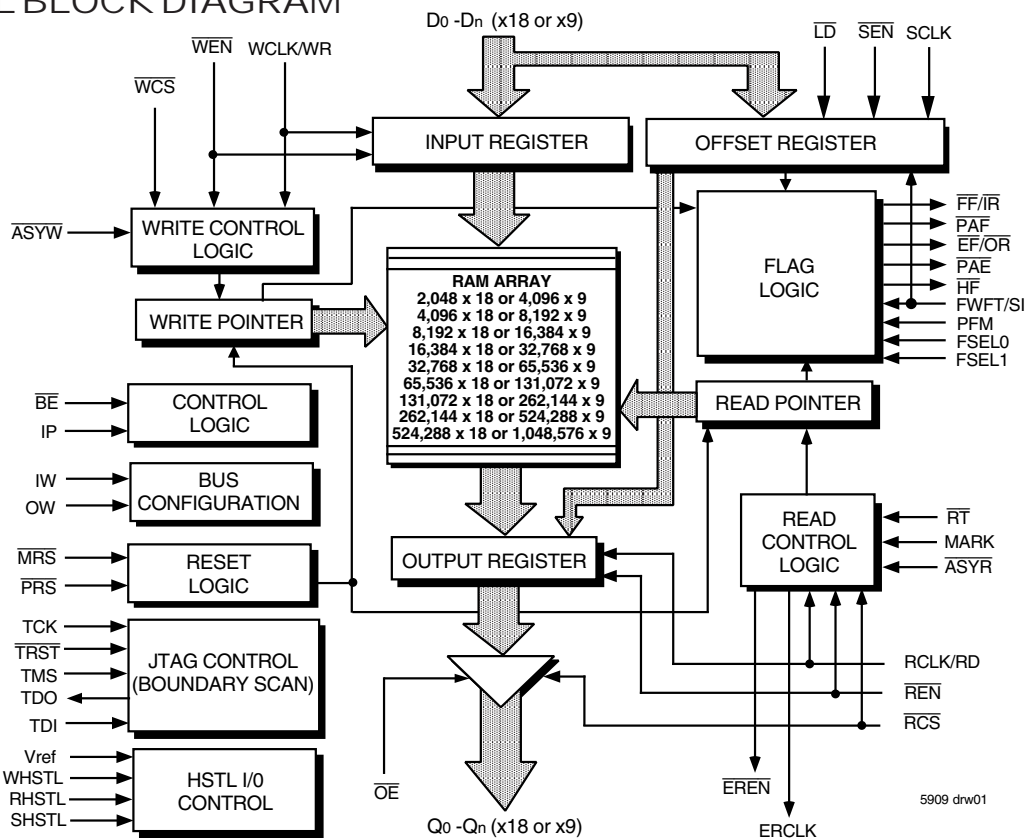 BLOCK DIAGRAM
D0 -Dn (x18 or x9)
WEN WCLK/WR
LD SEN SCLK
WCS
INPUT REGISTER
OFFSET REGISTER
ASYW
WRITE CONTROL
LOGIC
WRITE POINTER
RAM ARRAY
2,048 x 18 or 4,096 x 9
4,096 x 18 or 8,192 x 9
8,192 x 18 or 16,384 x 9
16,384 x 18 or 32,768 x 9
32,768 x 18 or 65,536 x 9
65,536 x 18 or 131,072 x 9
131,072 x 18 or 262,144 x 9
262,144 x 18 or 524,288 x 9
524,288 x 18 or 1,048,576 x 9
FLAG
LOGIC
FF/IR
PAF
EF/OR
PAE
HF
FWFT/SI
PFM
FSEL0
FSEL1
READ POINTER
BE
IP
CONTROL
LOGIC
IW
OW
BUS
CONFIGURATION
MRS
PRS
RESET
LOGIC
OUTPUT REGISTER
READ
CONTROL
LOGIC
RT
MARK
ASYR
TCK
TRST
TMS
TDO
TDI
JTAG CONTROL
(BOUNDARY SCAN)
RCLK/RD
REN
RCS
Vref
WHSTL
RHSTL
SHSTL
HSTL I/0
CONTROL
OE
EREN
ERCLK
Q0 -Qn (x18 or x9)
5909 drw01